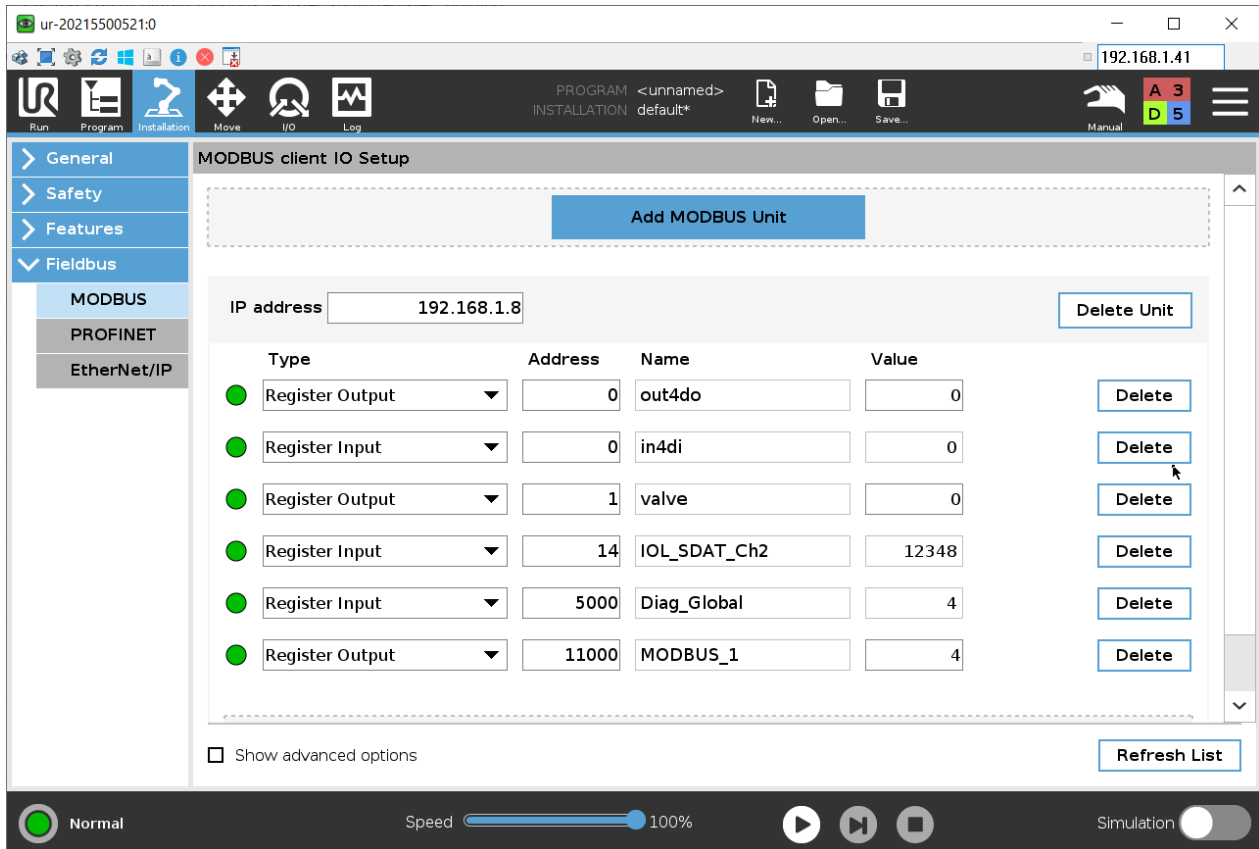 ur-20215500521:0
192.168.1.41
UR
Run
Program
Installation
Move
I/O
Log
PROGRAM <unnamed>
INSTALLATION default*
New...
Open...
Save...
Manual
A 3
D 5
General
Safety
Features
Fieldbus
MODBUS
PROFINET
EtherNet/IP
MODBUS client IO Setup
Add MODBUS Unit
IP address 192.168.1.8 Delete Unit
Type Address Name Value
Register Output 0 out4do 0 Delete
Register Input 0 in4di 0 Delete
Register Output 1 valve 0 Delete
Register Input 14 IOL_SDAT_Ch2 12348 Delete
Register Input 5000 Diag_Global 4 Delete
Register Output 11000 MODBUS_1 4 Delete
Show advanced options Refresh List
Normal Speed 100% Simulation